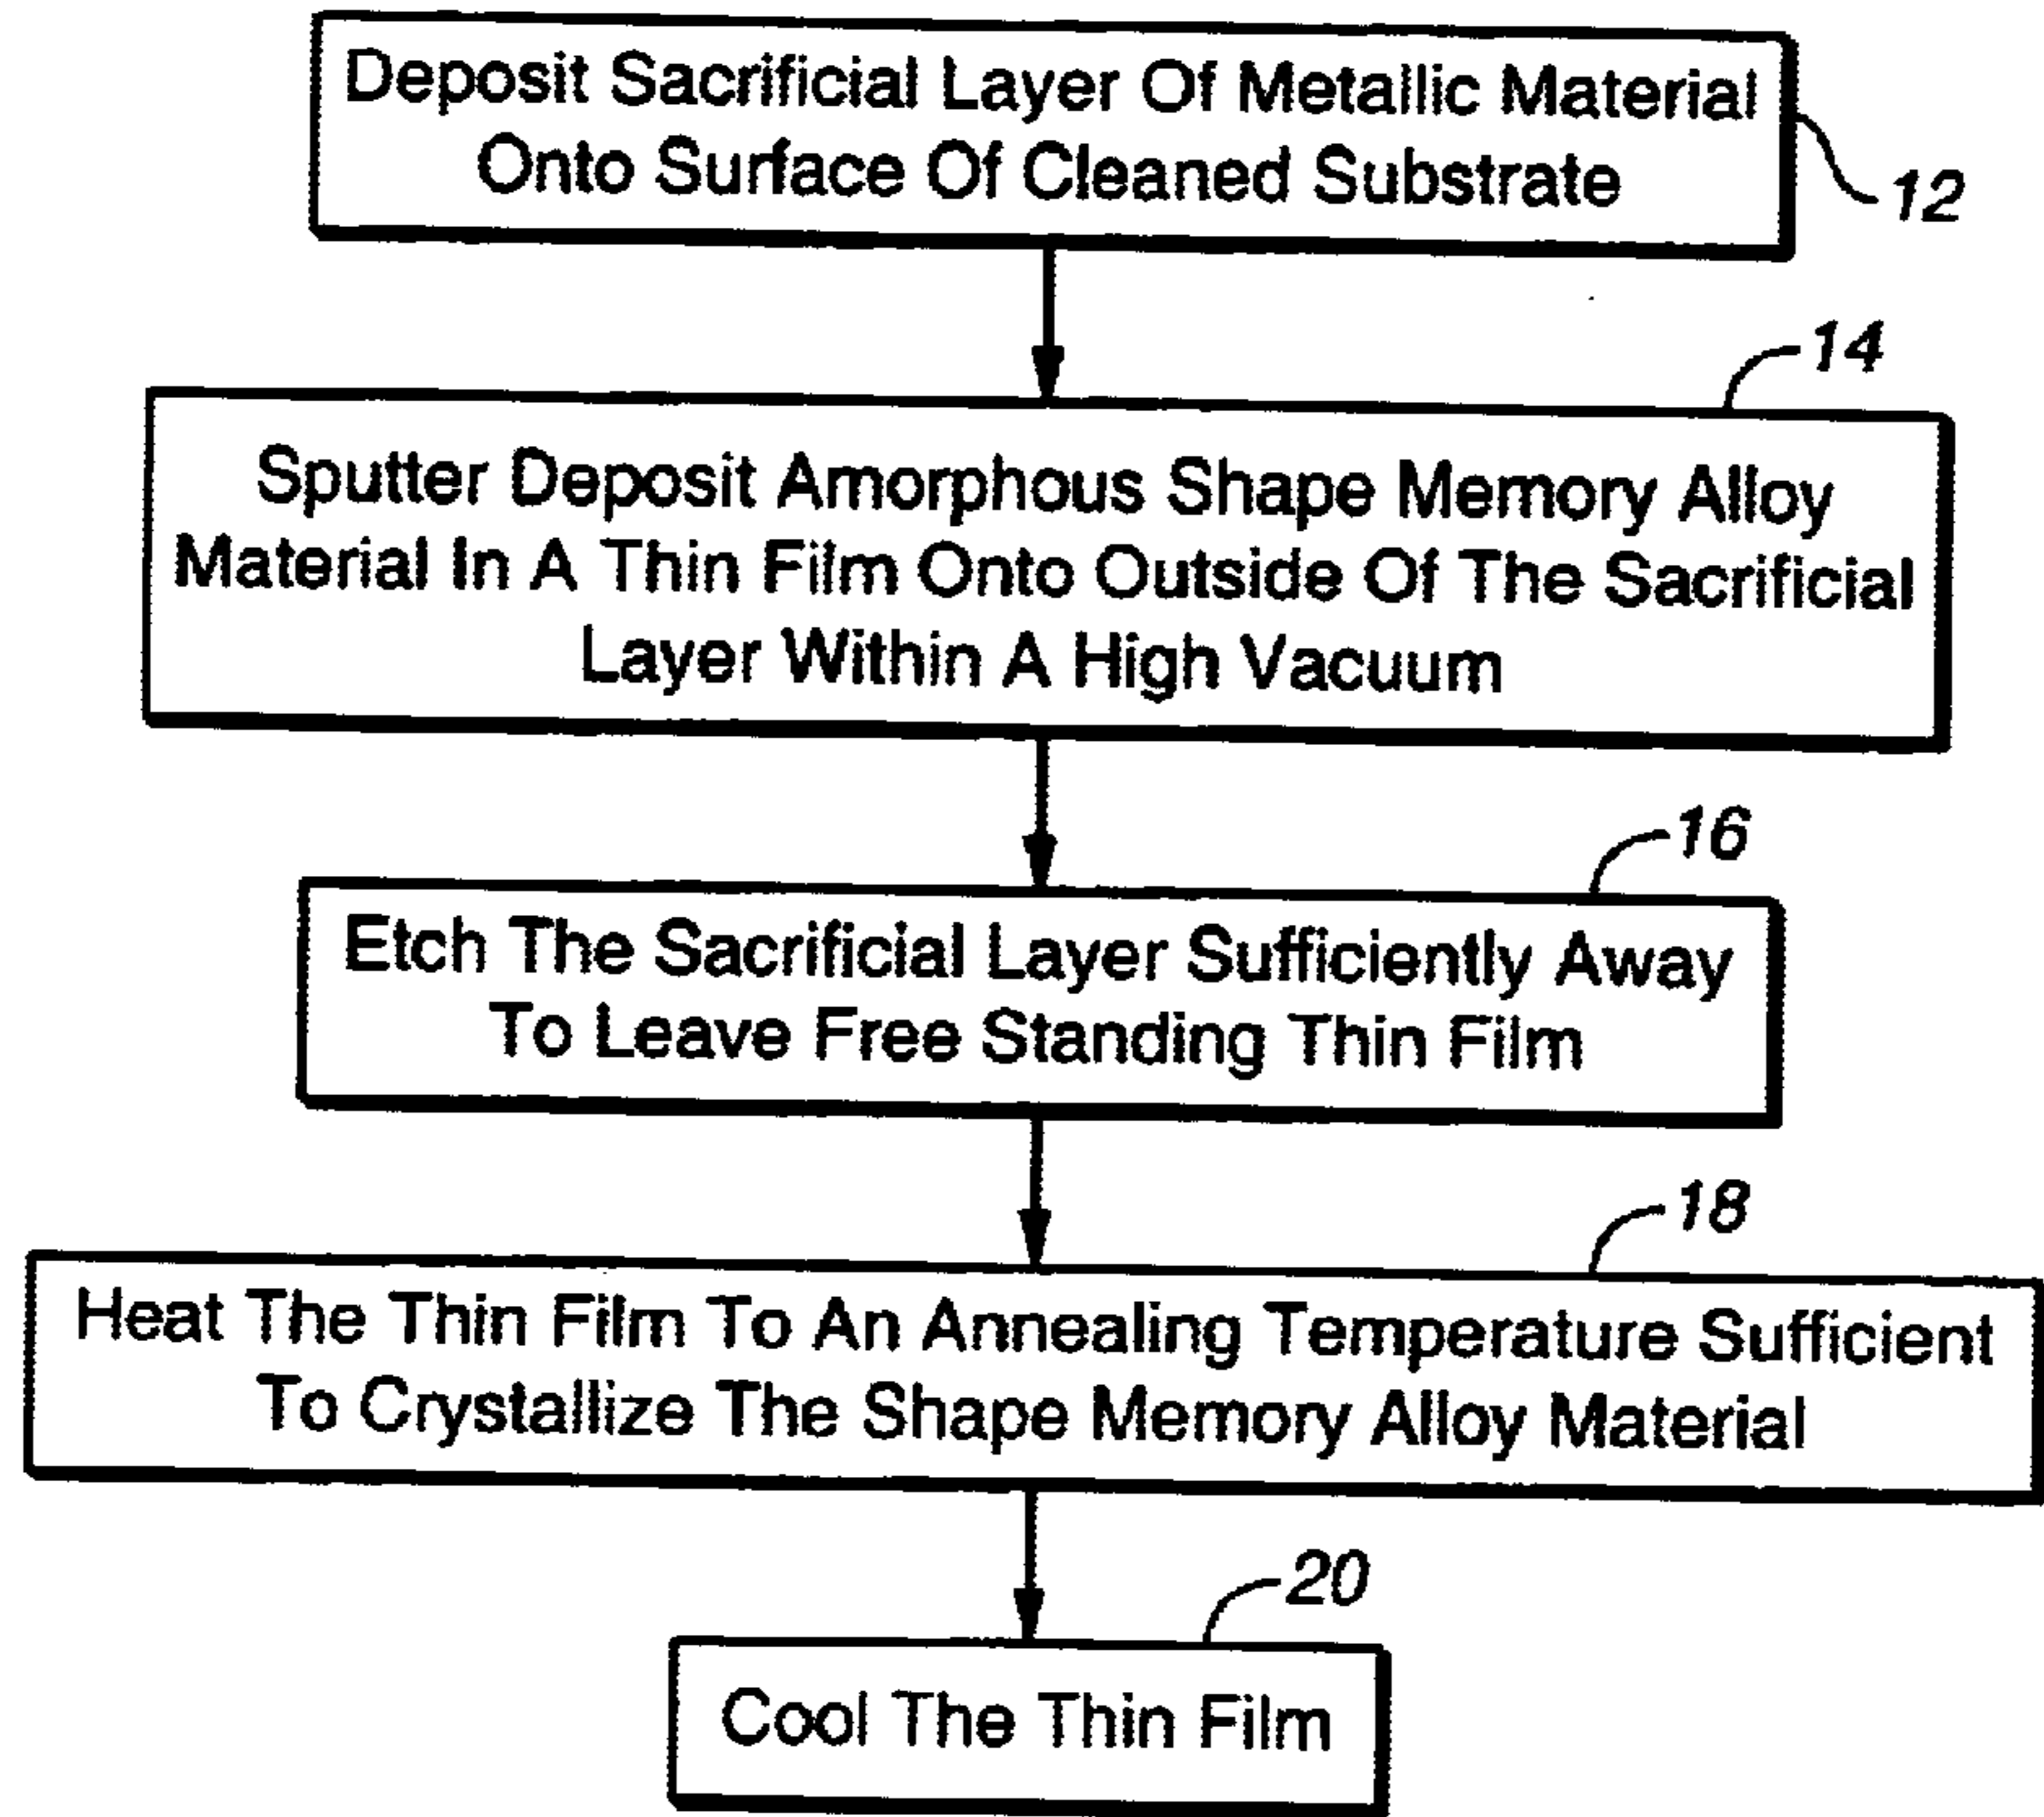 Deposit Sacrificial Layer Of Metallic Material
Onto Surface Of Cleaned Substrate
12
14
Sputter Deposit Amorphous Shape Memory Alloy
Material In A Thin Film Onto Outside Of The Sacrificial
Layer Within A High Vacuum
16
Etch The Sacrificial Layer Sufficiently Away
To Leave Free Standing Thin Film
18
Heat The Thin Film To An Annealing Temperature Sufficient
To Crystallize The Shape Memory Alloy Material
20
Cool The Thin Film